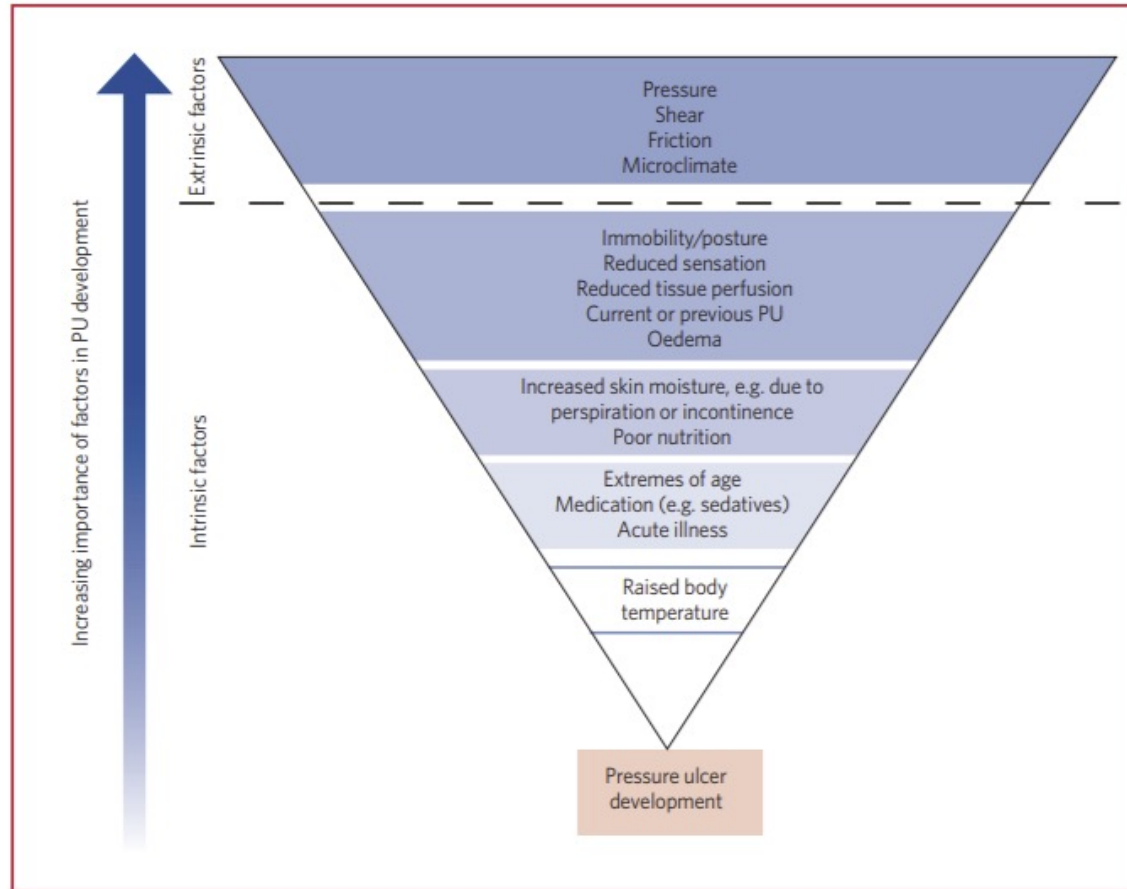 Increasing importance of factors in PU development
Extrinsic factors
Intrinsic factors
Pressure
Shear
Friction
Microclimate
Immobility/posture
Reduced sensation
Reduced tissue perfusion
Current or previous PU
Oedema
Increased skin moisture, e.g. due to
perspiration or incontinence
Poor nutrition
Extremes of age
Medication (e.g. sedatives)
Acute illness
Raised body
temperature
Pressure ulcer
development